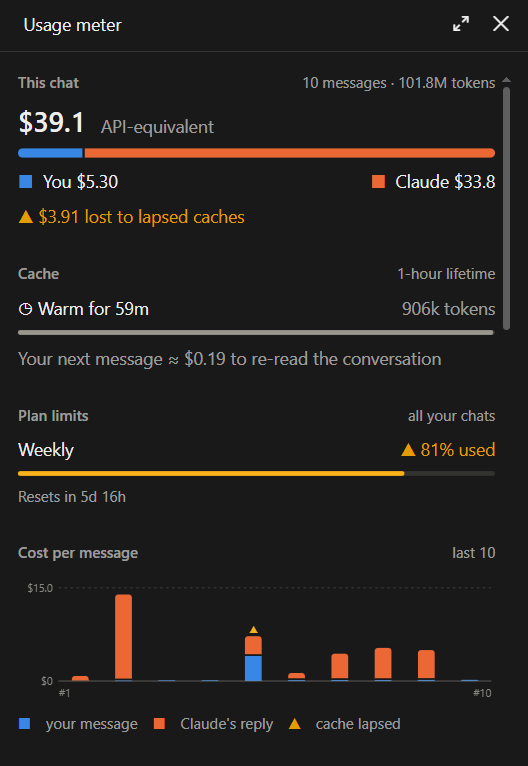 Usage meter
This chat 10 messages · 101.8M tokens
$39.1 API-equivalent
You $5.30 Claude $33.8
$3.91 lost to lapsed caches
Cache 1-hour lifetime
Warm for 59m 906k tokens
Your next message ≈ $0.19 to re-read the conversation
Plan limits all your chats
Weekly 81% used
Resets in 5d 16h
Cost per message last 10
$15.0
$0
#1 #10
your message Claude's reply cache lapsed